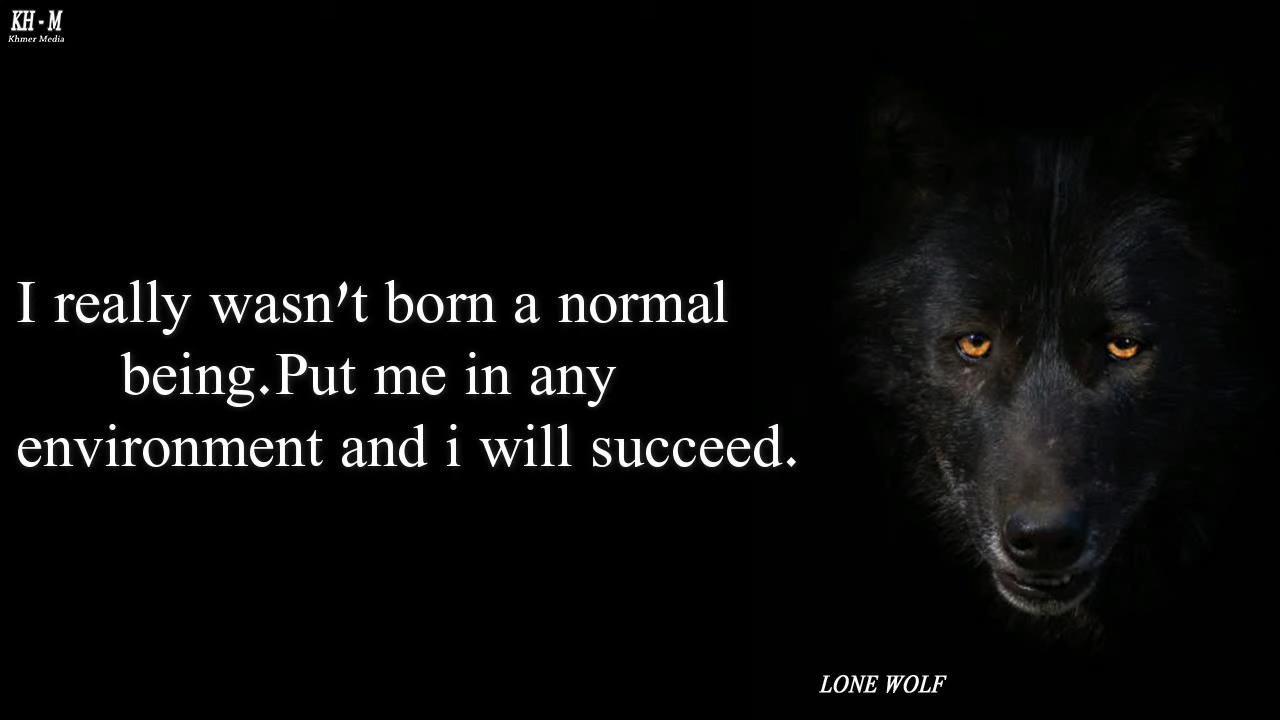 KH - M
Khmer Media
I really wasn't born a normal
being.Put me in any
environment and i will succeed.
LONE WOLF